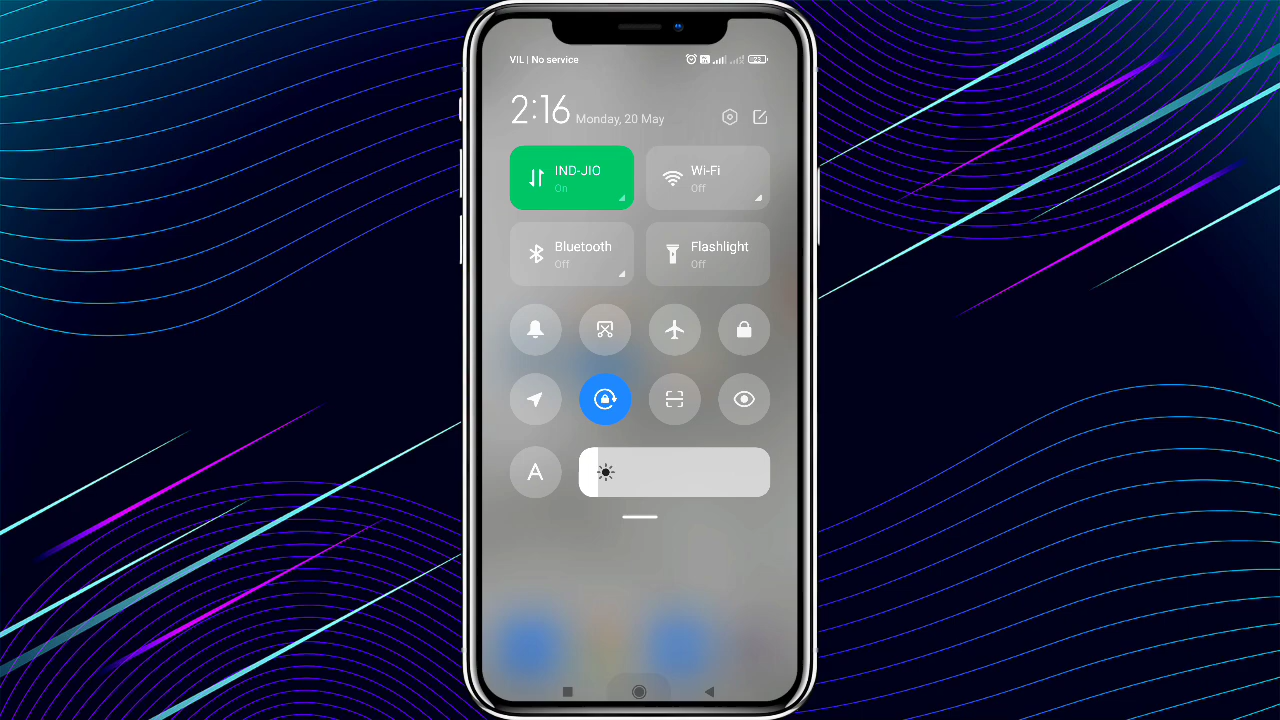 VIL | No service
2:16 Monday, 20 May
IND-JIO
On
Wi-Fi
Off
Bluetooth
Off
Flashlight
Off
A